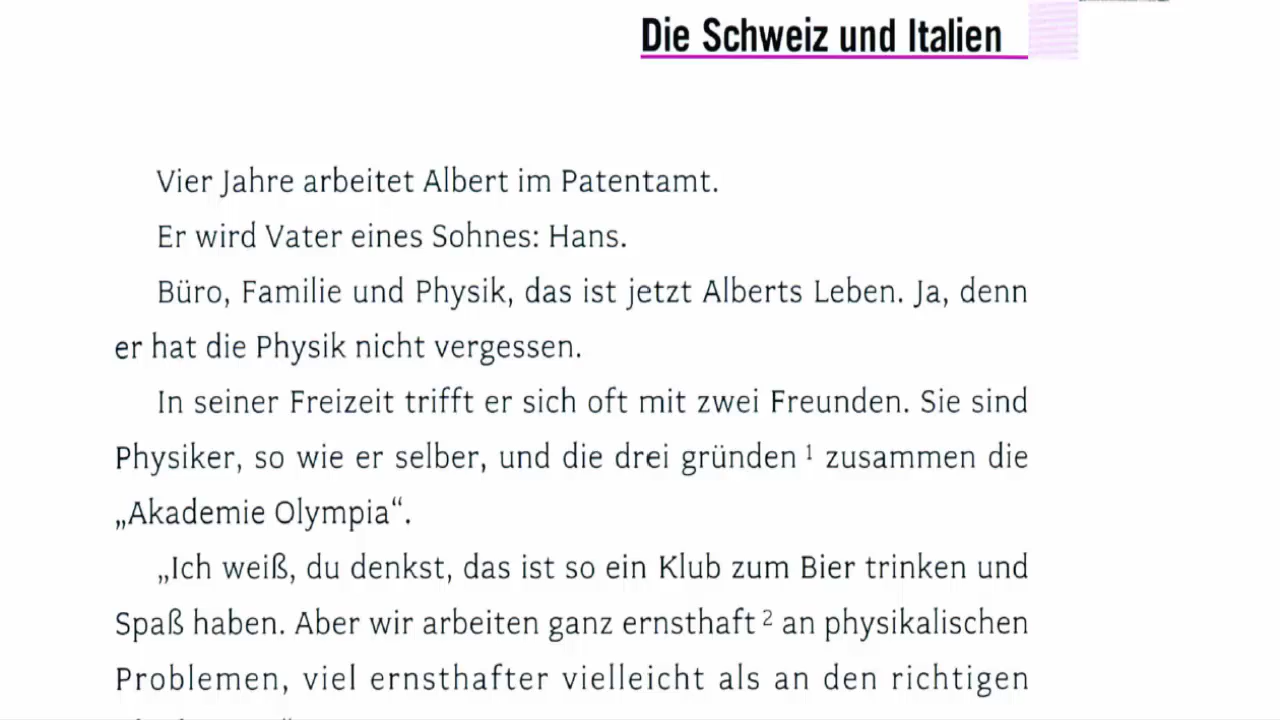 Die Schweiz und Italien
Vier Jahre arbeitet Albert im Patentamt.
Er wird Vater eines Sohnes: Hans.
Büro, Familie und Physik, das ist jetzt Alberts Leben. Ja, denn
er hat die Physik nicht vergessen.
In seiner Freizeit trifft er sich oft mit zwei Freunden. Sie sind
Physiker, so wie er selber, und die drei gründen ¹ zusammen die
„Akademie Olympia“.
„Ich weiß, du denkst, das ist so ein Klub zum Bier trinken und
Spaß haben. Aber wir arbeiten ganz ernsthaft ² an physikalischen
Problemen, viel ernsthafter vielleicht als an den richtigen